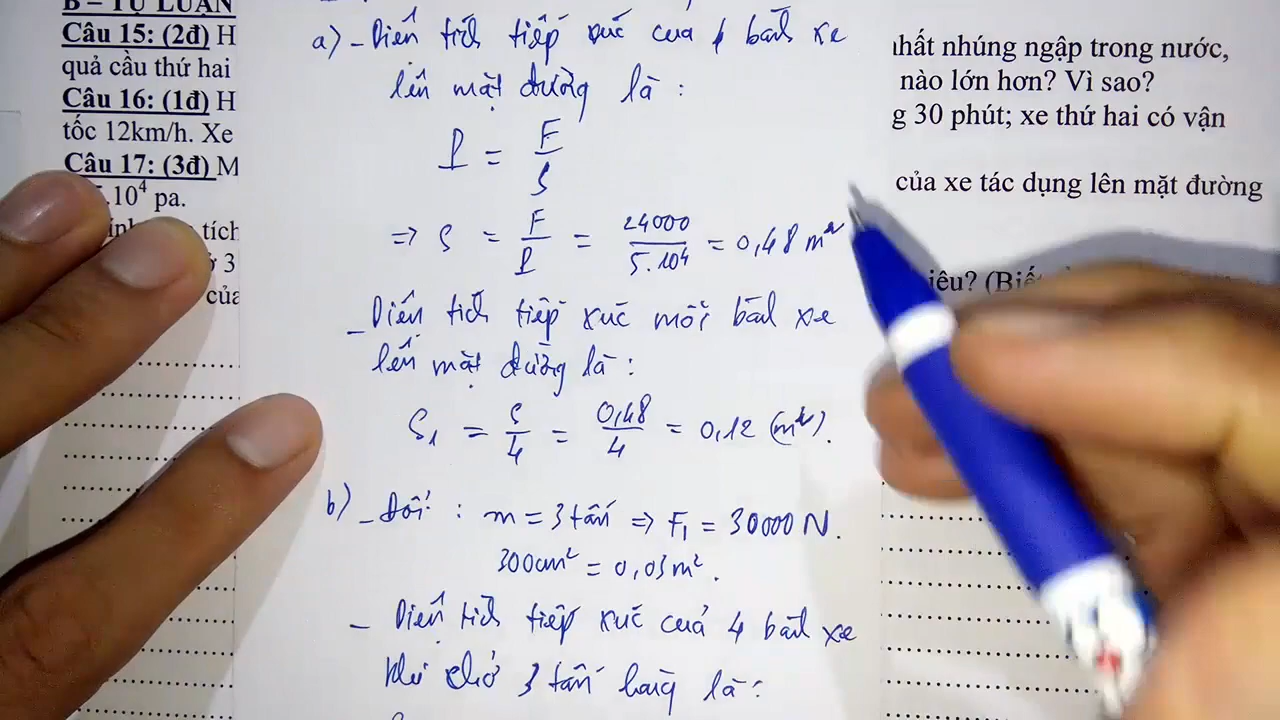 B – TỰ LUẬN
Câu 15: (2đ) H
quả cầu thứ hai
Câu 16: (1đ) H
tốc 12km/h. Xe
Câu 17: (3đ) M
.10⁴ pa.
tích
3
của
a) - Diện tích tiếp xúc của 4 bánh xe
lên mặt đường là :
P = F/S
=> S = F/P = 24000/5.10⁴ = 0,48 m²
- Diện tích tiếp xúc mỗi bánh xe
lên mặt đường là :
S₁ = S/4 = 0,48/4 = 0,12 (m²).
b) - Đổi : m = 3 tấn => F₁ = 30000 N.
300cm² = 0,03 m².
- Diện tích tiếp xúc của 4 bánh xe
khi chở 3 tấn hàng là :
nhất nhúng ngập trong nước,
nào lớn hơn? Vì sao?
g 30 phút; xe thứ hai có vận
của xe tác dụng lên mặt đường
iêu? (Biết